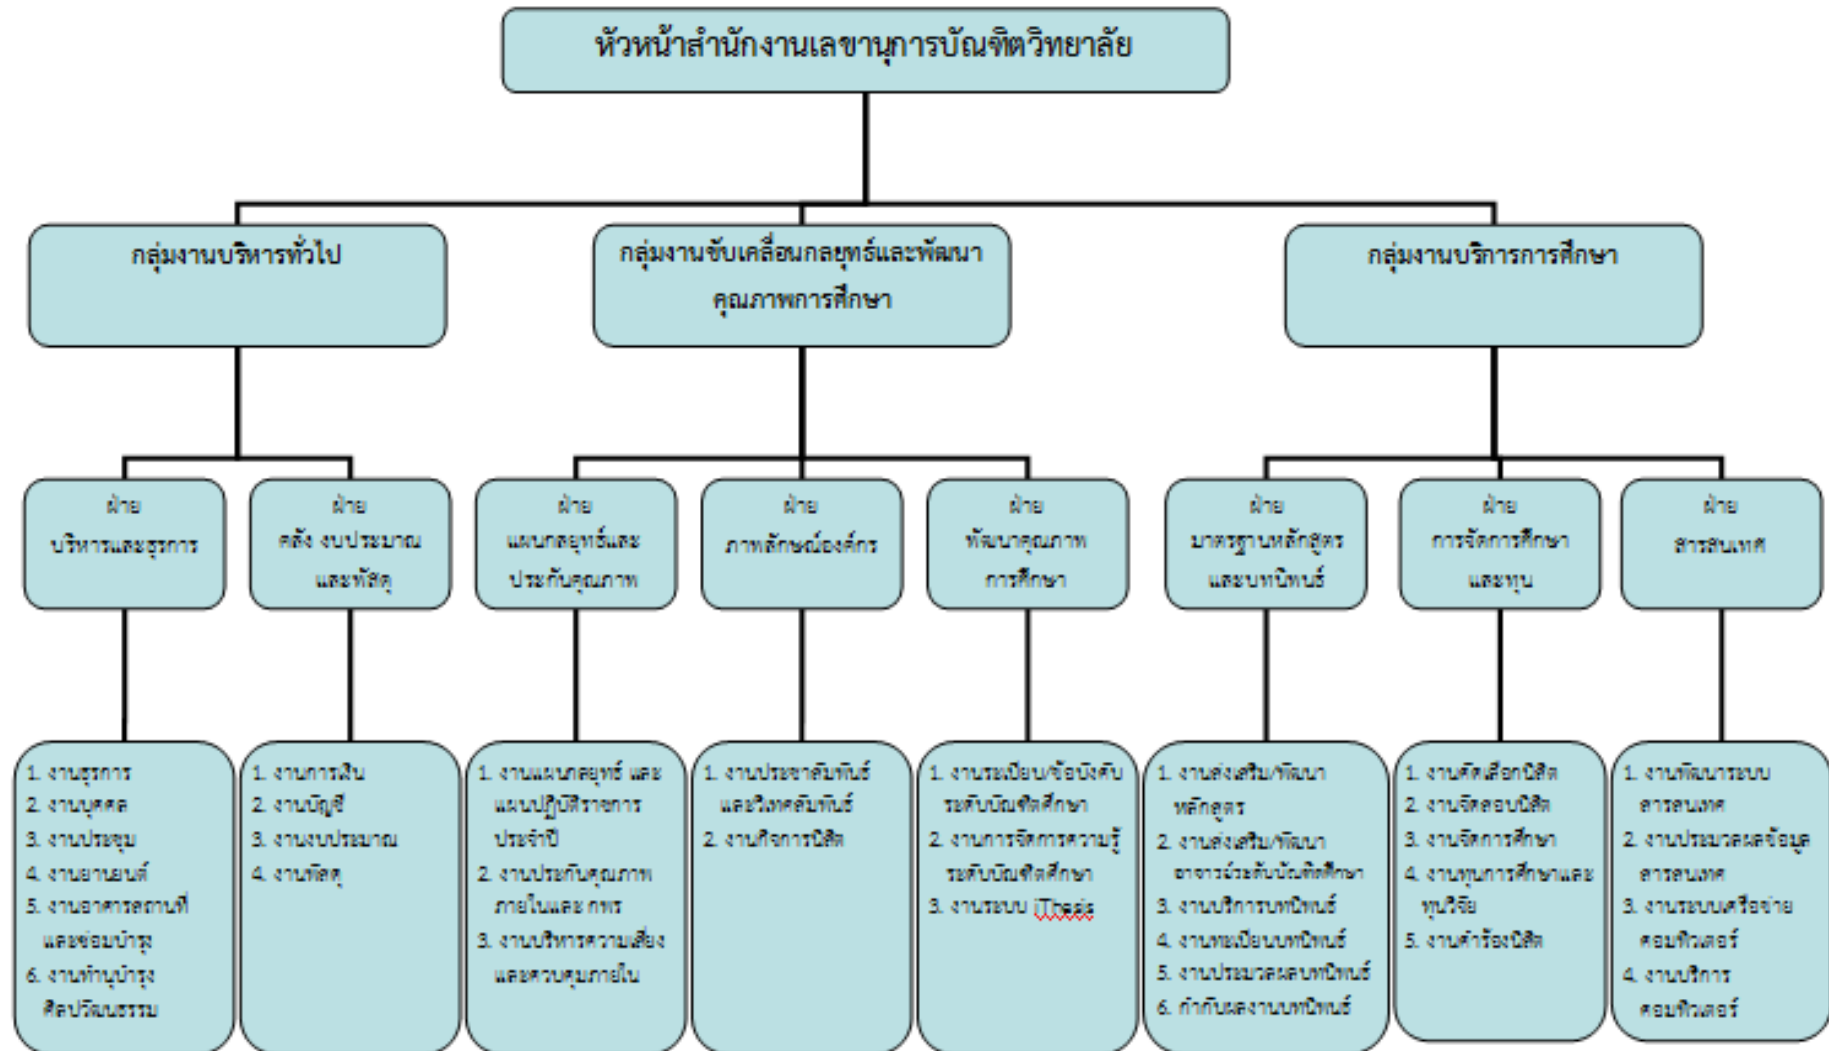 หัวหน้าสำนักงานเลขานุการบัณฑิตวิทยาลัย
กลุ่มงานบริหารทั่วไป
กลุ่มงานขับเคลื่อนกลยุทธ์และพัฒนา
คุณภาพการศึกษา
กลุ่มงานบริการการศึกษา
ฝ่าย
บริหารและธุรการ
ฝ่าย
คลัง งบประมาณ
และพัสดุ
ฝ่าย
แผนกลยุทธ์และ
ประกันคุณภาพ
ฝ่าย
ภาพลักษณ์องค์กร
ฝ่าย
พัฒนาคุณภาพ
การศึกษา
ฝ่าย
มาตรฐานหลักสูตร
และบทนิพนธ์
ฝ่าย
การจัดการศึกษา
และทุน
ฝ่าย
สารสนเทศ
1. งานธุรการ
2. งานบุคคล
3. งานประชุม
4. งานยานยนต์
5. งานอาคารสถานที่
และซ่อมบำรุง
6. งานทำนุบำรุง
ศิลปวัฒนธรรม
1. งานการเงิน
2. งานบัญชี
3. งานงบประมาณ
4. งานพัสดุ
1. งานแผนกลยุทธ์ และ
แผนปฏิบัติราชการ
ประจำปี
2. งานประกันคุณภาพ
ภายในและ กพร
3. งานบริหารความเสี่ยง
และควบคุมภายใน
1. งานประชาสัมพันธ์
และวิเทศสัมพันธ์
2. งานกิจการนิสิต
1. งานระเบียบ/ข้อบังคับ
ระดับบัณฑิตศึกษา
2. งานการจัดการความรู้
ระดับบัณฑิตศึกษา
3. งานระบบ iThesis
1. งานส่งเสริม/พัฒนา
หลักสูตร
2. งานส่งเสริม/พัฒนา
อาจารย์ระดับบัณฑิตศึกษา
3. งานบริการบทนิพนธ์
4. งานทะเบียนบทนิพนธ์
5. งานประมวลผลบทนิพนธ์
6. กำกับผลงานบทนิพนธ์
1. งานคัดเลือกนิสิต
2. งานจัดสอบนิสิต
3. งานจัดการศึกษา
4. งานทุนการศึกษาและ
ทุนวิจัย
5. งานคำร้องนิสิต
1. งานพัฒนาระบบ
สารสนเทศ
2. งานประมวลผลข้อมูล
สารสนเทศ
3. งานระบบเครือข่าย
คอมพิวเตอร์
4. งานบริการ
คอมพิวเตอร์